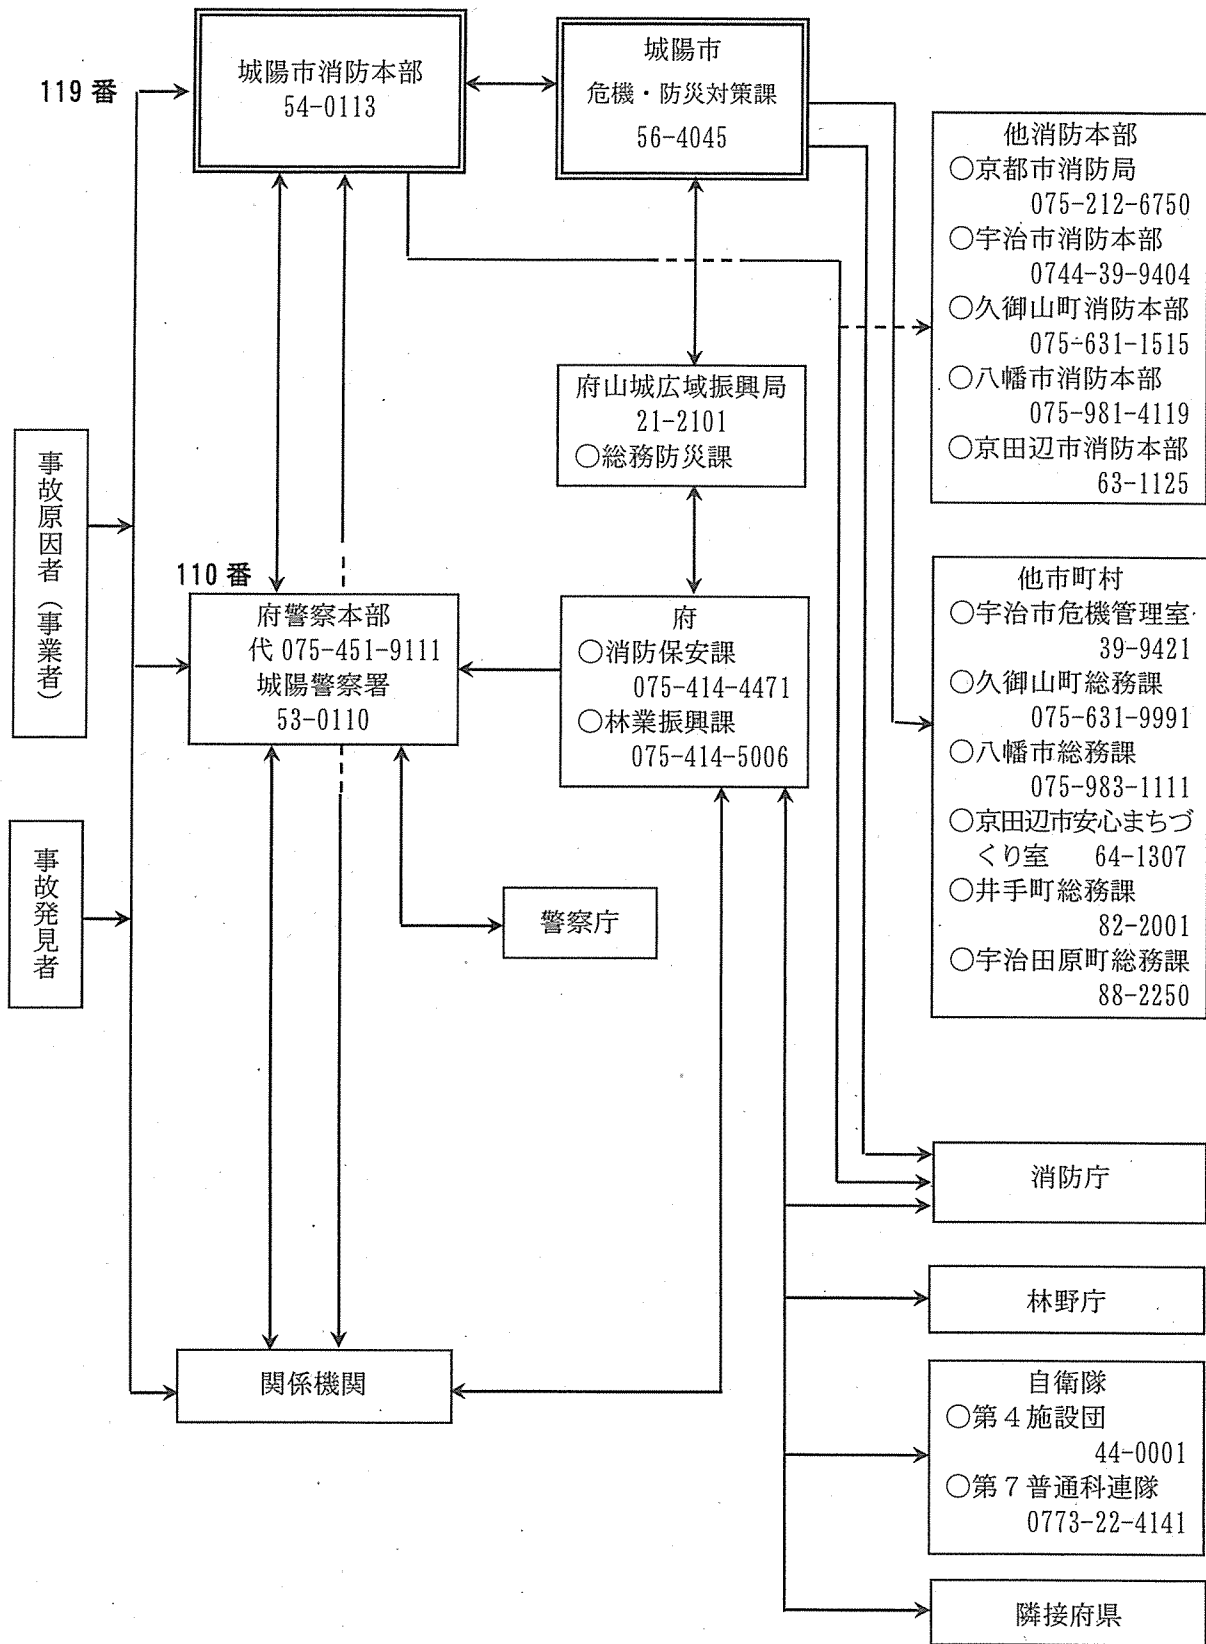 119 番
城陽市消防本部
54-0113
城陽市
危機・防災対策課
56-4045
他消防本部
○京都市消防局
075-212-6750
○宇治市消防本部
0744-39-9404
○久御山町消防本部
075-631-1515
○八幡市消防本部
075-981-4119
○京田辺市消防本部
63-1125
府山城広域振興局
21-2101
○総務防災課
事故原因者（事業者）
110 番
府警察本部
代 075-451-9111
城陽警察署
53-0110
府
○消防保安課
075-414-4471
○林業振興課
075-414-5006
他市町村
○宇治市危機管理室
39-9421
○久御山町総務課
075-631-9991
○八幡市総務課
075-983-1111
○京田辺市安心まちづ
くり室 64-1307
○井手町総務課
82-2001
○宇治田原町総務課
88-2250
事故発見者
警察庁
消防庁
林野庁
関係機関
自衛隊
○第４施設団
44-0001
○第７普通科連隊
0773-22-4141
隣接府県